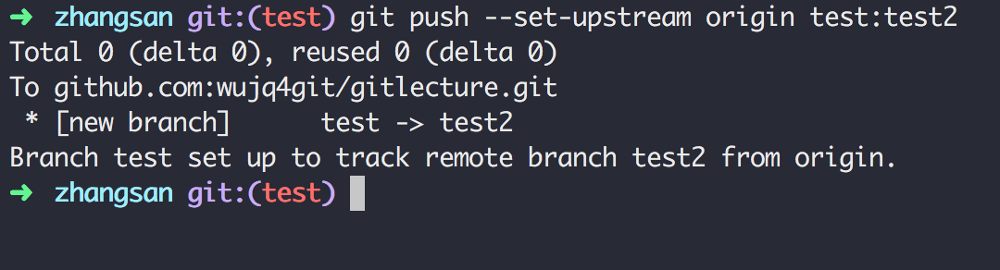 ➜ zhangsan git:(test) git push --set-upstream origin test:test2
Total 0 (delta 0), reused 0 (delta 0)
To github.com:wujq4git/gitlecture.git
 * [new branch]      test -> test2
Branch test set up to track remote branch test2 from origin.
➜ zhangsan git:(test)